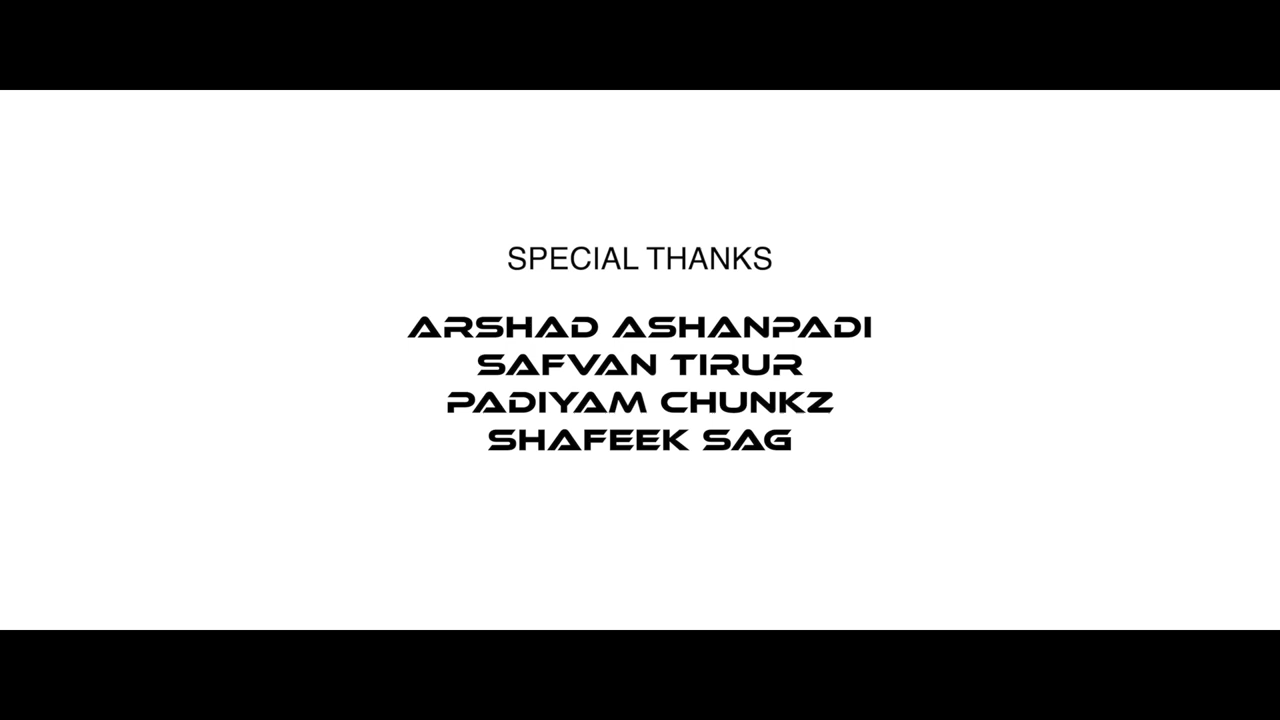 SPECIAL THANKS
ARSHAD ASHANPADI
SAFVAN TIRUR
PADIYAM CHUNKZ
SHAFEEK SAG